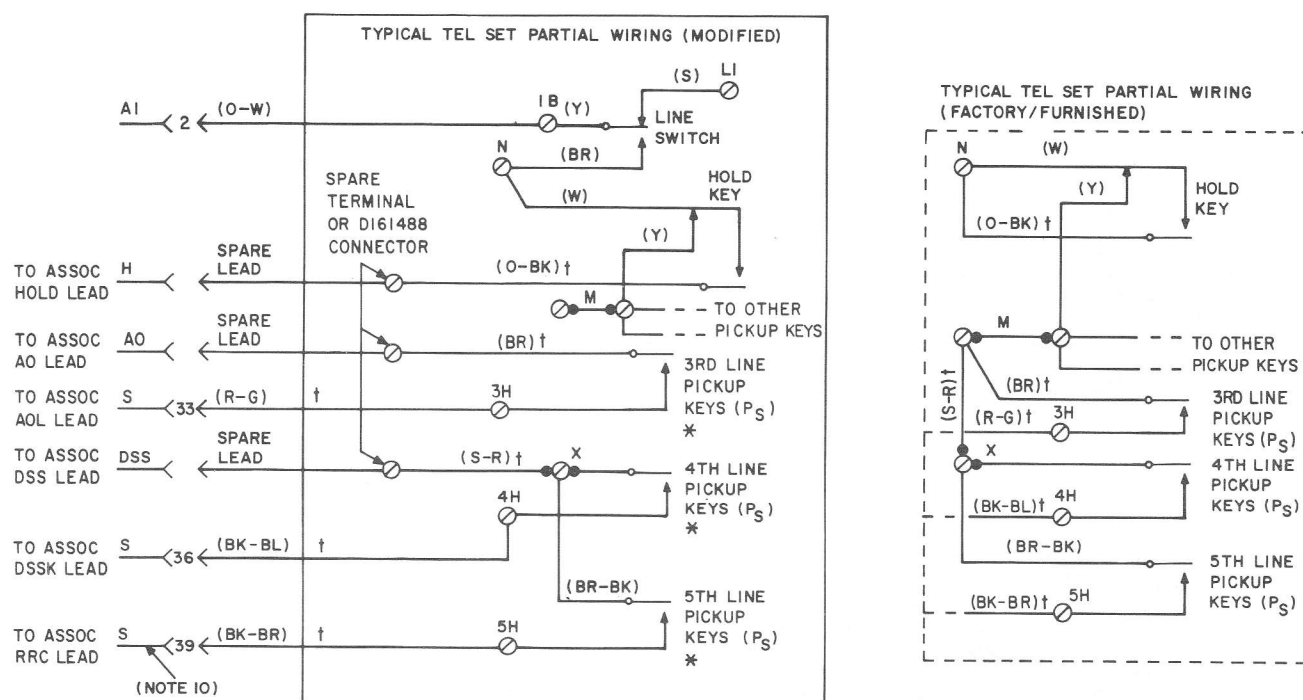 TYPICAL TEL SET PARTIAL WIRING (MODIFIED)
A1
2
(O-W)
1B
(Y)
(S)
L1
LINE
SWITCH
N
(BR)
(W)
HOLD
KEY
(Y)
SPARE
TERMINAL
OR D161488
CONNECTOR
TO ASSOC
HOLD LEAD
H
SPARE
LEAD
(O-BK)†
M
TO OTHER
PICKUP KEYS
TO ASSOC
AO LEAD
AO
SPARE
LEAD
(BR)†
3RD LINE
PICKUP
KEYS (PS)
*
TO ASSOC
AOL LEAD
S
33
(R-G)
†
3H
TO ASSOC
DSS LEAD
DSS
SPARE
LEAD
(S-R)†
X
4TH LINE
PICKUP
KEYS (PS)
*
4H
TO ASSOC
DSSK LEAD
S
36
(BK-BL)
†
(BR-BK)
5TH LINE
PICKUP
KEYS (PS)
*
TO ASSOC
RRC LEAD
S
39
(BK-BR)
†
5H
(NOTE 10)
TYPICAL TEL SET PARTIAL WIRING
(FACTORY/FURNISHED)
N
(W)
(Y)
HOLD
KEY
(O-BK)†
M
TO OTHER
PICKUP KEYS
(S-R)†
(BR)†
3RD LINE
PICKUP
KEYS (PS)
(R-G)†
3H
X
4TH LINE
PICKUP
KEYS (PS)
(BK-BL)†
4H
(BR-BK)
5TH LINE
PICKUP
KEYS (PS)
(BK-BR)†
5H